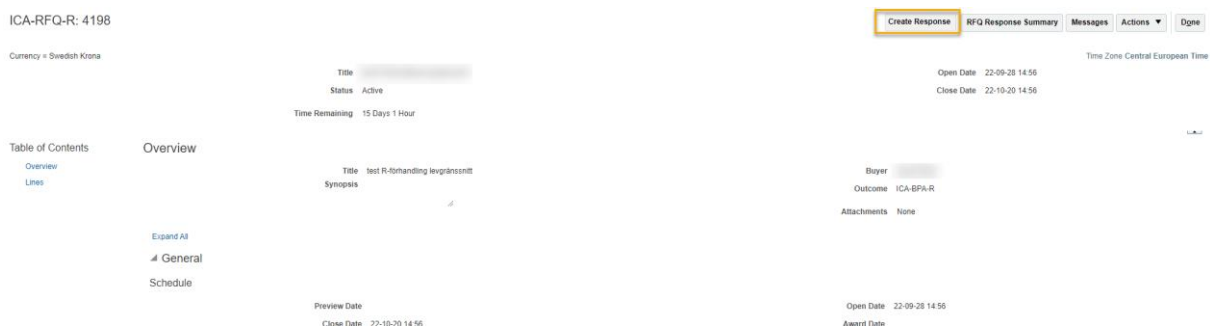 ICA-RFQ-R: 4198
Create Response RFQ Response Summary Messages Actions ▼ Done
Currency = Swedish Krona
Time Zone Central European Time
Title
Open Date 22-09-28 14:56
Status Active
Close Date 22-10-20 14:56
Time Remaining 15 Days 1 Hour
Table of Contents
Overview
Lines
Overview
Title test R-förhandling levgränssnitt
Buyer
Synopsis
Outcome ICA-BPA-R
Attachments None
Expand All
General
Schedule
Preview Date
Open Date 22-09-28 14:56
Close Date 22-10-20 14:56
Award Date